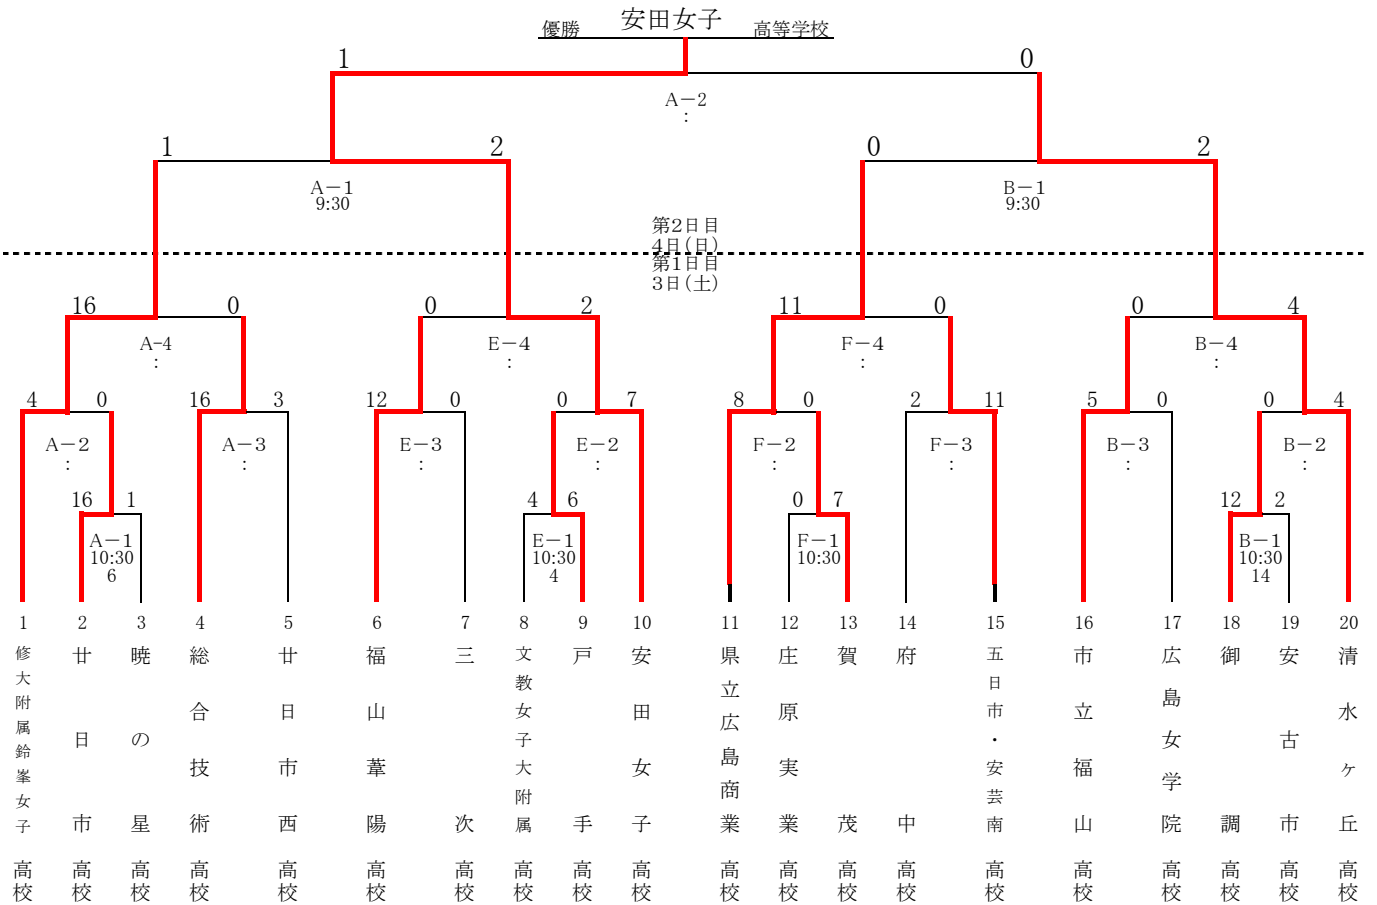 安田女子
優勝 高等学校
1 0
A－2
:
1 2 0 2
A－1 B－1
9:30 9:30
第2日目
4日(日)
第1日目
3日(土)
16 0 0 2 11 0 0 4
A-4 E－4 F－4 B－4
: : : :
4 0 16 3 12 0 0 7 8 0 2 11 5 0 0 4
A－2 A－3 E－3 E－2 F－2 F－3 B－3 B－2
: : : : : : : :
16 1 4 6 0 7 12 2
A－1 E－1 F－1 B－1
10:30 10:30 10:30 10:30
6 4 14
1 2 3 4 5 6 7 8 9 10 11 12 13 14 15 16 17 18 19 20
修大附属鈴峯女子高校
廿日市高校
暁の星高校
総合技術高校
廿日市西高校
福山葦陽高校
三次高校
文教女子大附属高校
戸手高校
安田女子高校
県立広島商業高校
庄原実業高校
賀茂高校
府中高校
五日市・安芸南高校
市立福山高校
広島女学院高校
御調高校
安古市高校
清水ヶ丘高校